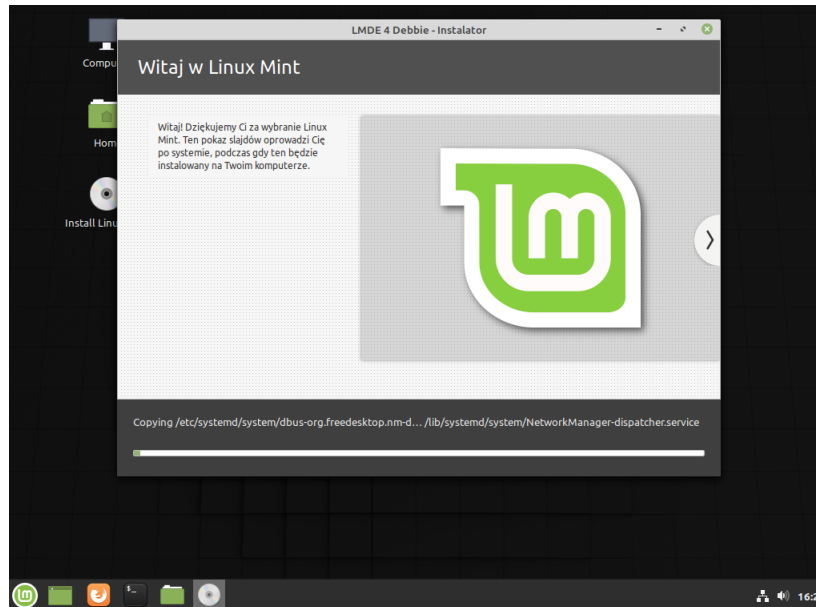 LMDE 4 Debbie - Instalator
Compu
Witaj w Linux Mint
Witaj! Dziękujemy Ci za wybranie Linux
Mint. Ten pokaz slajdów oprowadzi Cię
po systemie, podczas gdy ten będzie
instalowany na Twoim komputerze.
Hom
Install Linu
Copying /etc/systemd/system/dbus-org.freedesktop.nm-d… /lib/systemd/system/NetworkManager-dispatcher.service
16:2